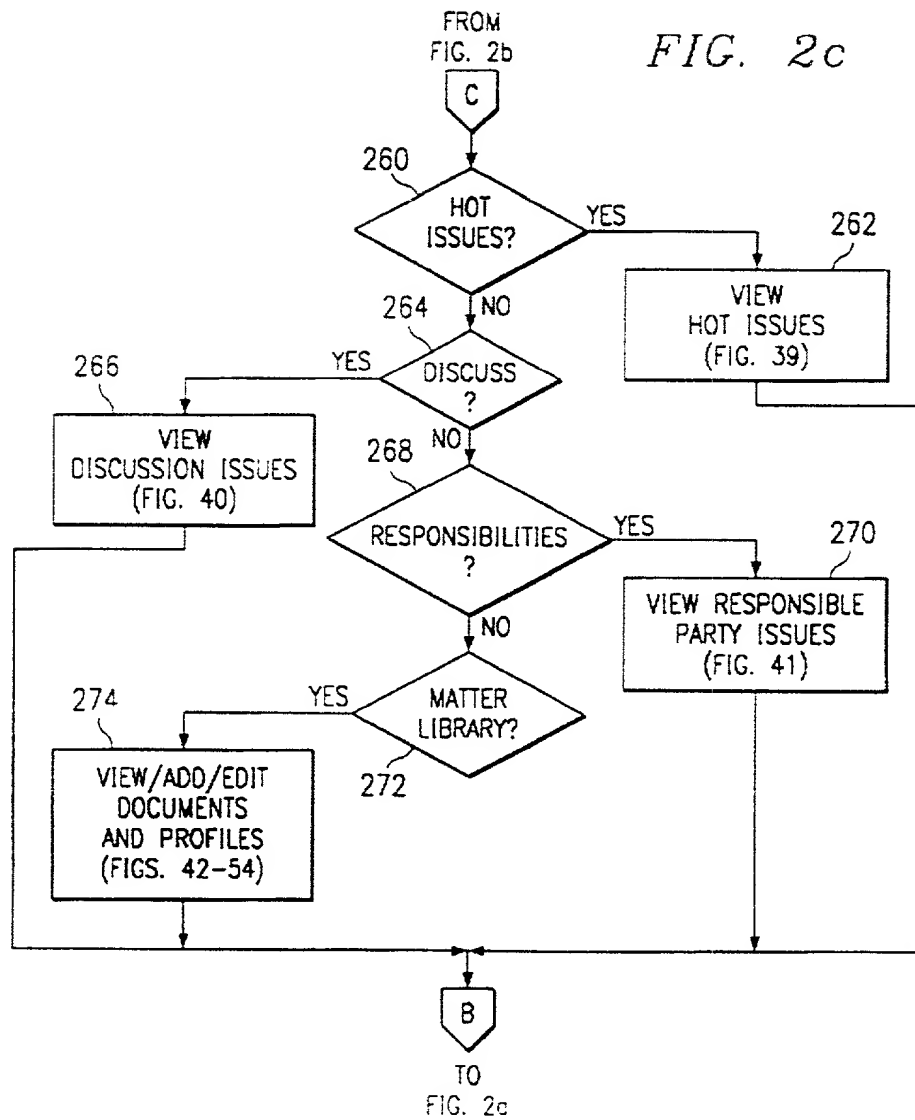 FROM
FIG. 2b
FIG. 2c
C
260
HOT
ISSUES?
YES
262
VIEW
HOT ISSUES
(FIG. 39)
NO
264
DISCUSS
?
YES
266
VIEW
DISCUSSION ISSUES
(FIG. 40)
NO
268
RESPONSIBILITIES
?
YES
270
VIEW RESPONSIBLE
PARTY ISSUES
(FIG. 41)
NO
MATTER
LIBRARY?
272
YES
274
VIEW/ADD/EDIT
DOCUMENTS
AND PROFILES
(FIGS. 42-54)
B
TO
FIG. 2a